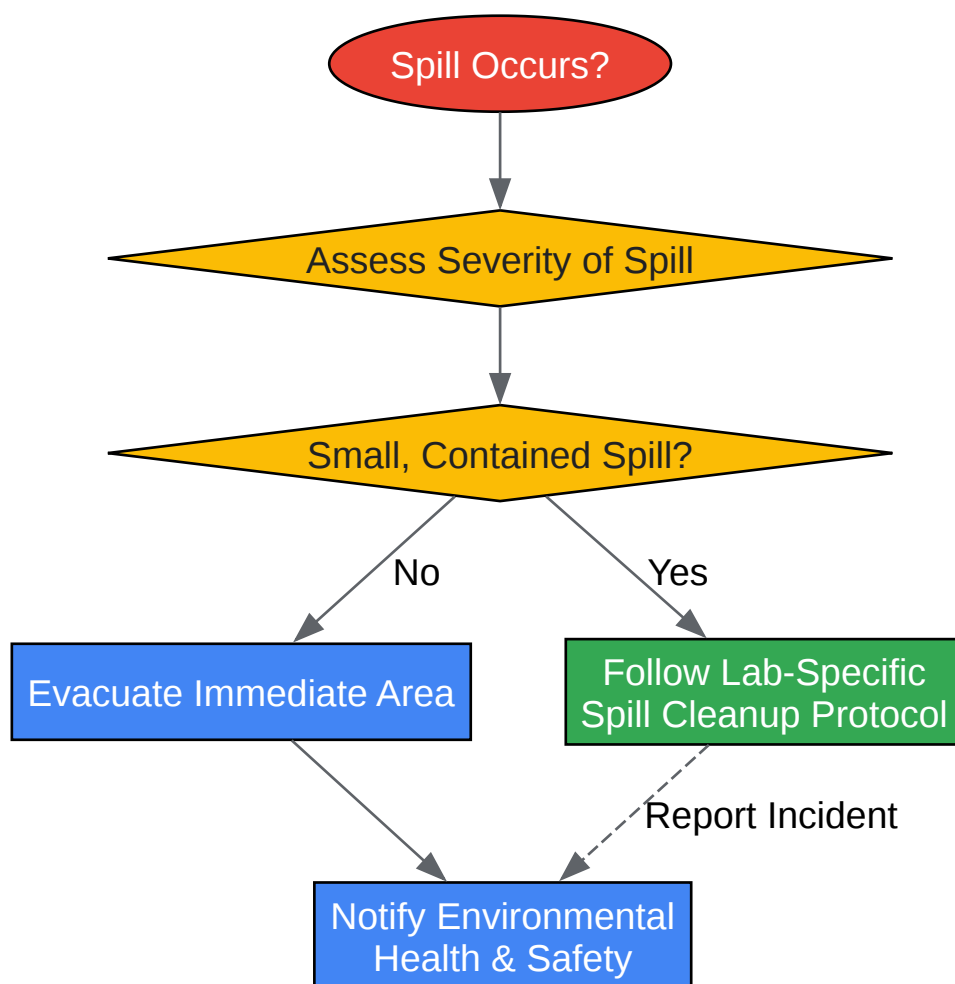 Spill Occurs?
Assess Severity of Spill
Small, Contained Spill?
No
Yes
Evacuate Immediate Area
Follow Lab-Specific
Spill Cleanup Protocol
Report Incident
Notify Environmental
Health & Safety